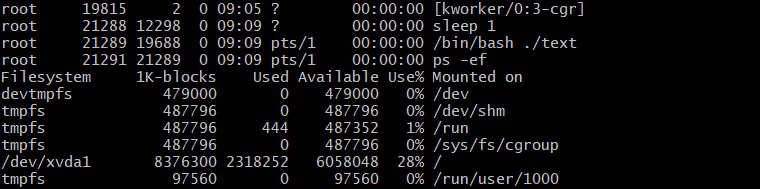 root     19815     2  0 09:05 ?        00:00:00 [kworker/0:3-cgr]
root     21288 12298  0 09:09 ?        00:00:00 sleep 1
root     21289 19688  0 09:09 pts/1    00:00:00 /bin/bash ./text
root     21291 21289  0 09:09 pts/1    00:00:00 ps -ef
Filesystem     1K-blocks    Used Available Use% Mounted on
devtmpfs          479000       0    479000   0% /dev
tmpfs             487796       0    487796   0% /dev/shm
tmpfs             487796     444    487352   1% /run
tmpfs             487796       0    487796   0% /sys/fs/cgroup
/dev/xvda1       8376300 2318252   6058048  28% /
tmpfs              97560       0     97560   0% /run/user/1000